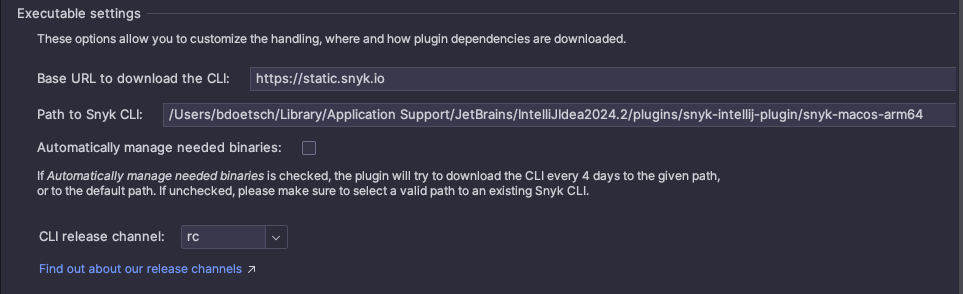 Executable settings
These options allow you to customize the handling, where and how plugin dependencies are downloaded.
Base URL to download the CLI: https://static.snyk.io
Path to Snyk CLI: /Users/bdoetsch/Library/Application Support/JetBrains/IntelliJIdea2024.2/plugins/snyk-intellij-plugin/snyk-macos-arm64
Automatically manage needed binaries:
If Automatically manage needed binaries is checked, the plugin will try to download the CLI every 4 days to the given path,
or to the default path. If unchecked, please make sure to select a valid path to an existing Snyk CLI.
CLI release channel: rc
Find out about our release channels ↗